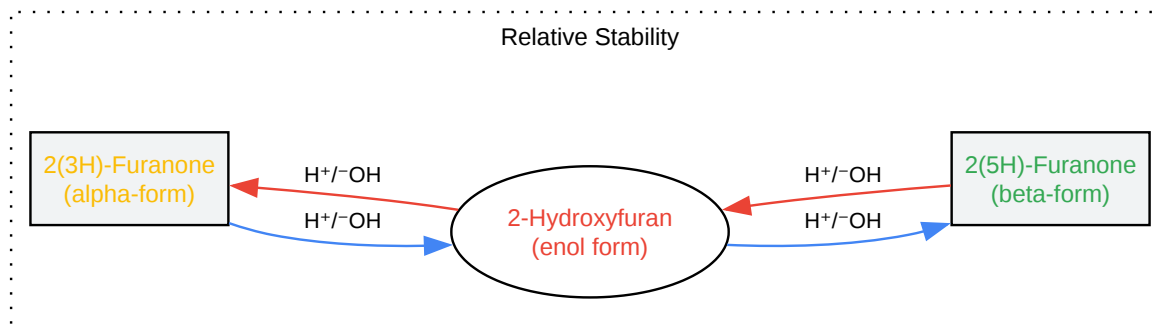 Relative Stability
2(3H)-Furanone
(alpha-form)
H⁺/⁻OH
H⁺/⁻OH
2-Hydroxyfuran
(enol form)
H⁺/⁻OH
H⁺/⁻OH
2(5H)-Furanone
(beta-form)